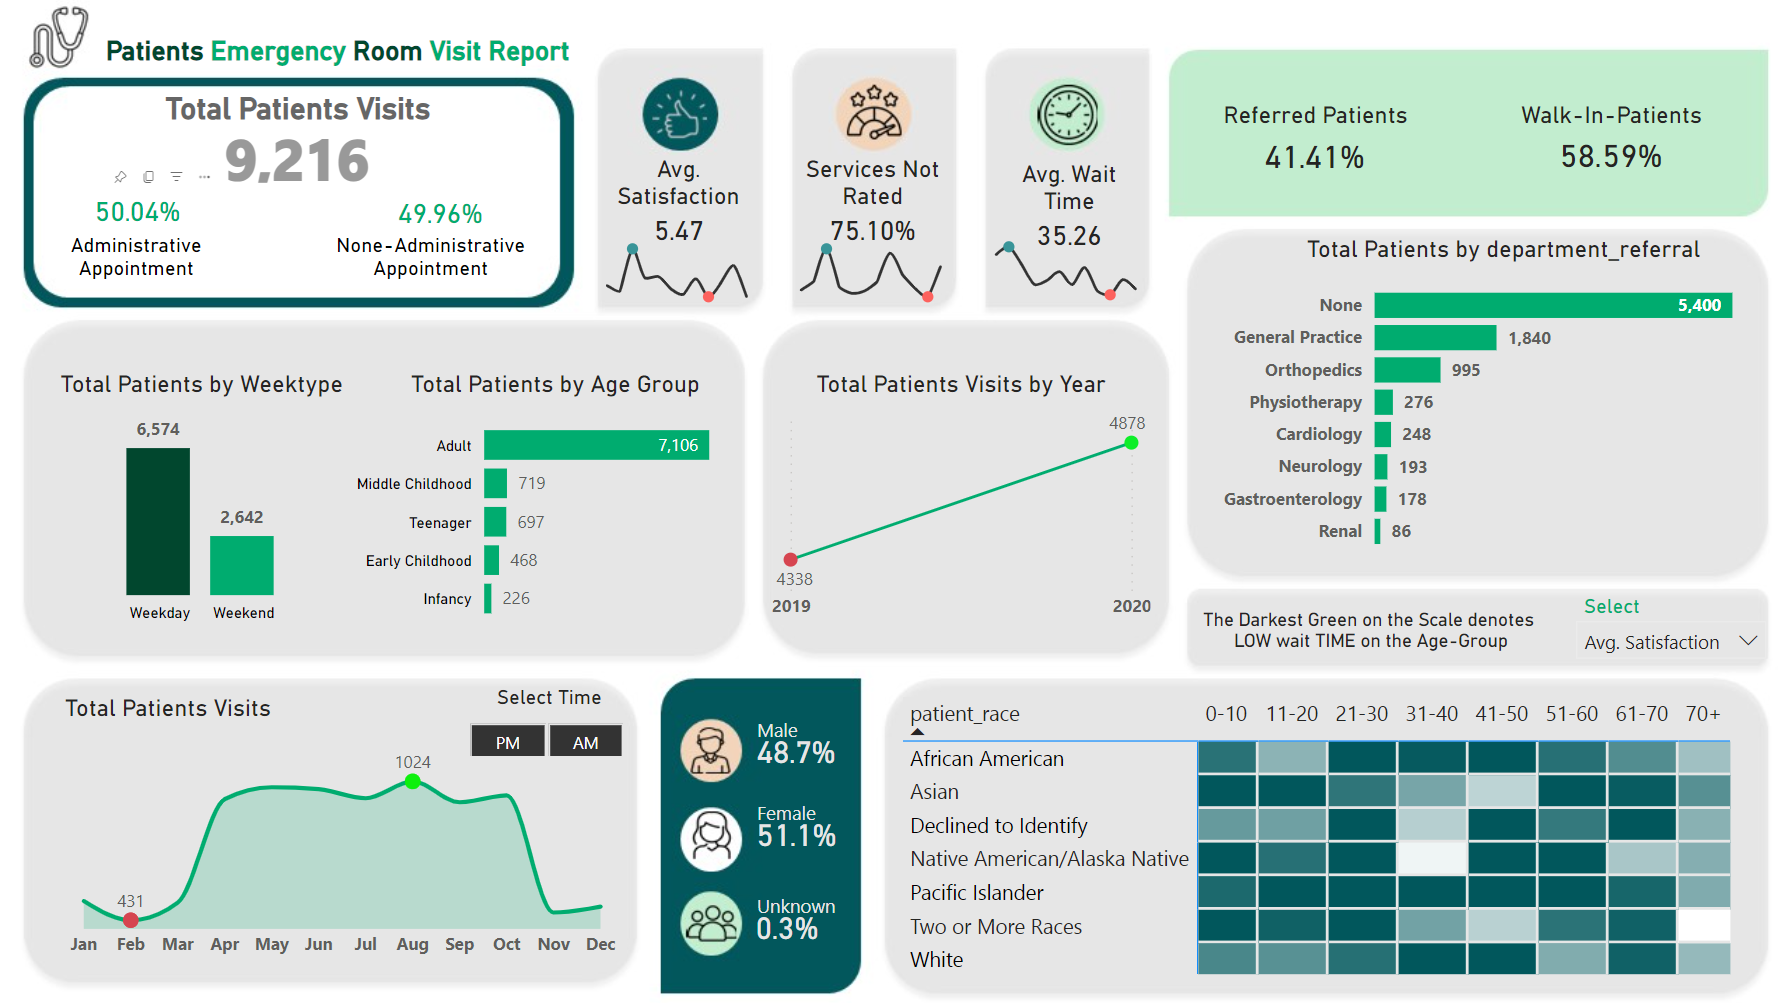 Patients Emergency Room Visit Report
Total Patients Visits
9,216
50.04%
Administrative
Appointment
49.96%
None-Administrative
Appointment
Avg.
Satisfaction
5.47
Services Not
Rated
75.10%
Avg. Wait
Time
35.26
Referred Patients
41.41%
Walk-In-Patients
58.59%
Total Patients by department_referral
None 5,400
General Practice 1,840
Orthopedics 995
Physiotherapy 276
Cardiology 248
Neurology 193
Gastroenterology 178
Renal 86
Total Patients by Weektype
6,574
2,642
Weekday Weekend
Total Patients by Age Group
Adult 7,106
Middle Childhood 719
Teenager 697
Early Childhood 468
Infancy 226
Total Patients Visits by Year
4878
4338
2019 2020
The Darkest Green on the Scale denotes
LOW wait TIME on the Age-Group
Select
Avg. Satisfaction
Total Patients Visits
Select Time
PM AM
1024
431
Jan Feb Mar Apr May Jun Jul Aug Sep Oct Nov Dec
Male
48.7%
Female
51.1%
Unknown
0.3%
patient_race 0-10 11-20 21-30 31-40 41-50 51-60 61-70 70+
African American
Asian
Declined to Identify
Native American/Alaska Native
Pacific Islander
Two or More Races
White